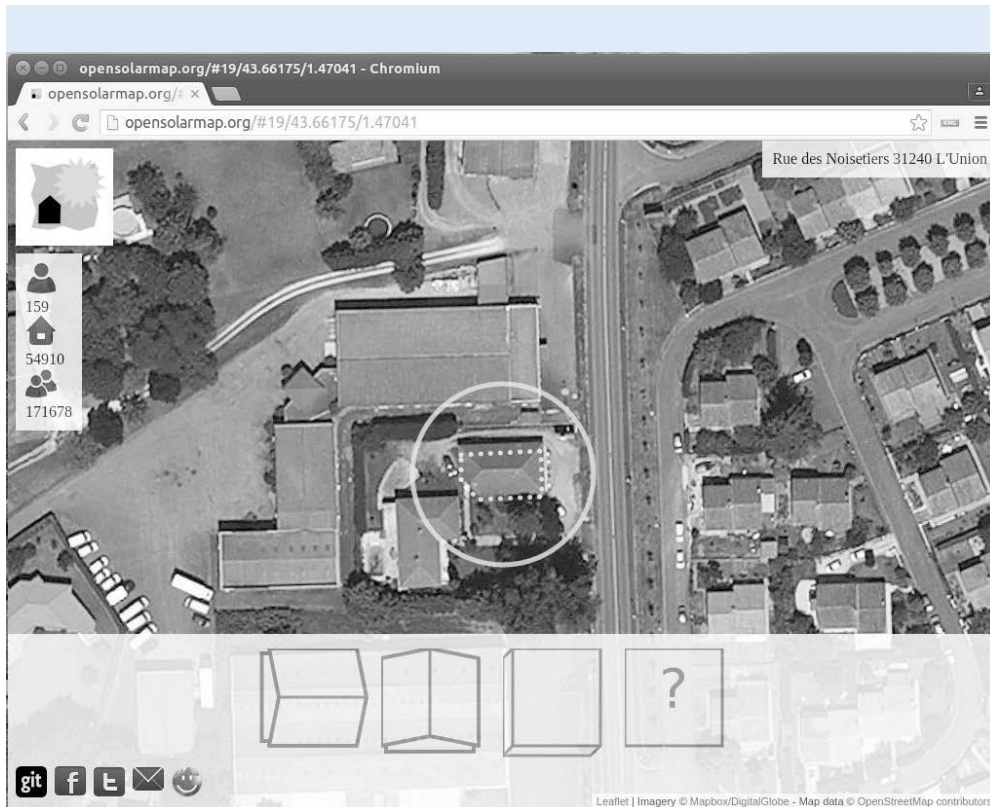 opensolarmap.org/#19/43.66175/1.47041 - Chromium
opensolarmap.org/#
opensolarmap.org/#19/43.66175/1.47041
Rue des Noisetiers 31240 L'Union
159
54910
171678
?
git
Leaflet | Imagery © Mapbox/DigitalGlobe - Map data © OpenStreetMap contributors